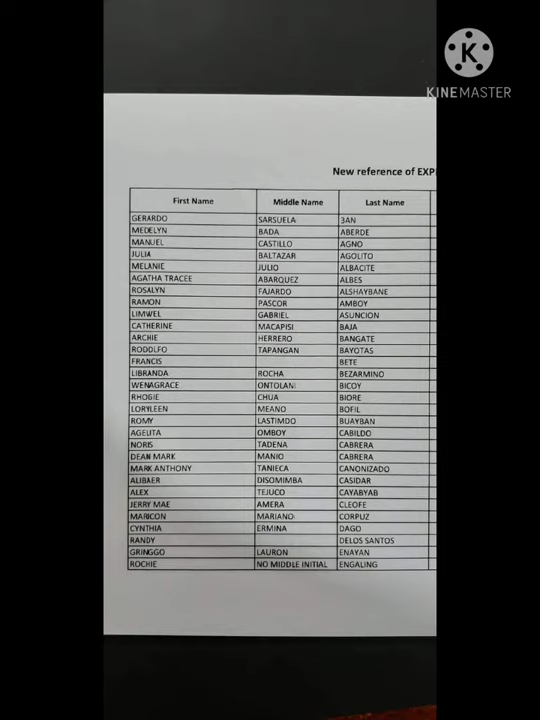 K
KINEMASTER
New reference of EXP
First Name Middle Name Last Name
GERARDO SARSUELA 3AN
MEDELYN BADA ABERDE
MANUEL CASTILLO AGNO
JULIA BALTAZAR AGOLITO
MELANIE JULIO ALBACITE
AGATHA TRACEE ABARQUEZ ALBES
ROSALYN FAJARDO ALSHAYBANE
RAMON PASCOR AMBOY
LIMWEL GABRIEL ASUNCION
CATHERINE MACAPISI BAJA
ARCHIE HERRERO BANGATE
RODOLFO TAPANGAN BAYOTAS
FRANCIS BETE
LIBRANDA ROCHA BEZARMINO
WENAGRACE ONTOLANI BICOY
RHOGIE CHUA BIORE
LORYLEEN MEANO BOFIL
ROMY LASTIMDO BUAYBAN
AGELITA OMBOY CABILDO
NORIS TADENA CABRERA
DEAN MARK MANIO CABRERA
MARK ANTHONY TANIECA CANONIZADO
ALIBAER DISOMIMBA CASIDAR
ALEX TEJUCO CAYABYAB
JERRY MAE AMERA CLEOFE
MARICON MARIANO CORPUZ
CYNTHIA ERMINA DAGO
RANDY DELOS SANTOS
GRINGGO LAURON ENAYAN
ROCHIE NO MIDDLE INITIAL ENGALING